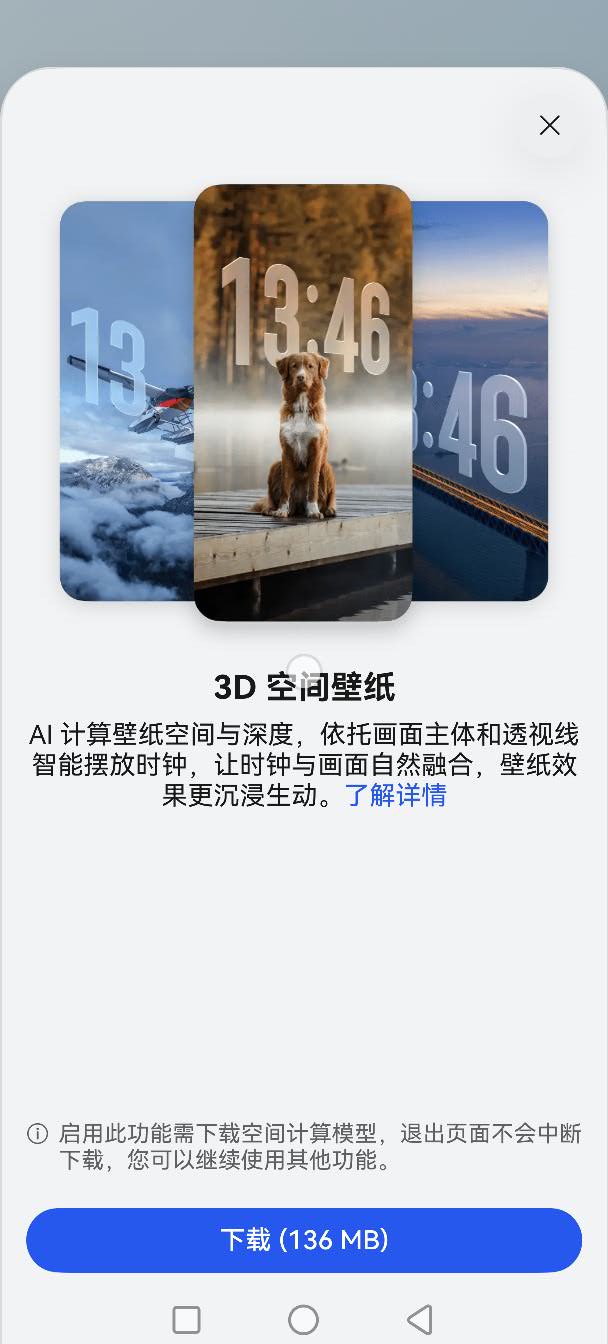 13
13:46
:46
3D 空间壁纸
AI 计算壁纸空间与深度，依托画面主体和透视线
智能摆放时钟，让时钟与画面自然融合，壁纸效
果更沉浸生动。了解详情
启用此功能需下载空间计算模型，退出页面不会中断
下载，您可以继续使用其他功能。
下载 (136 MB)